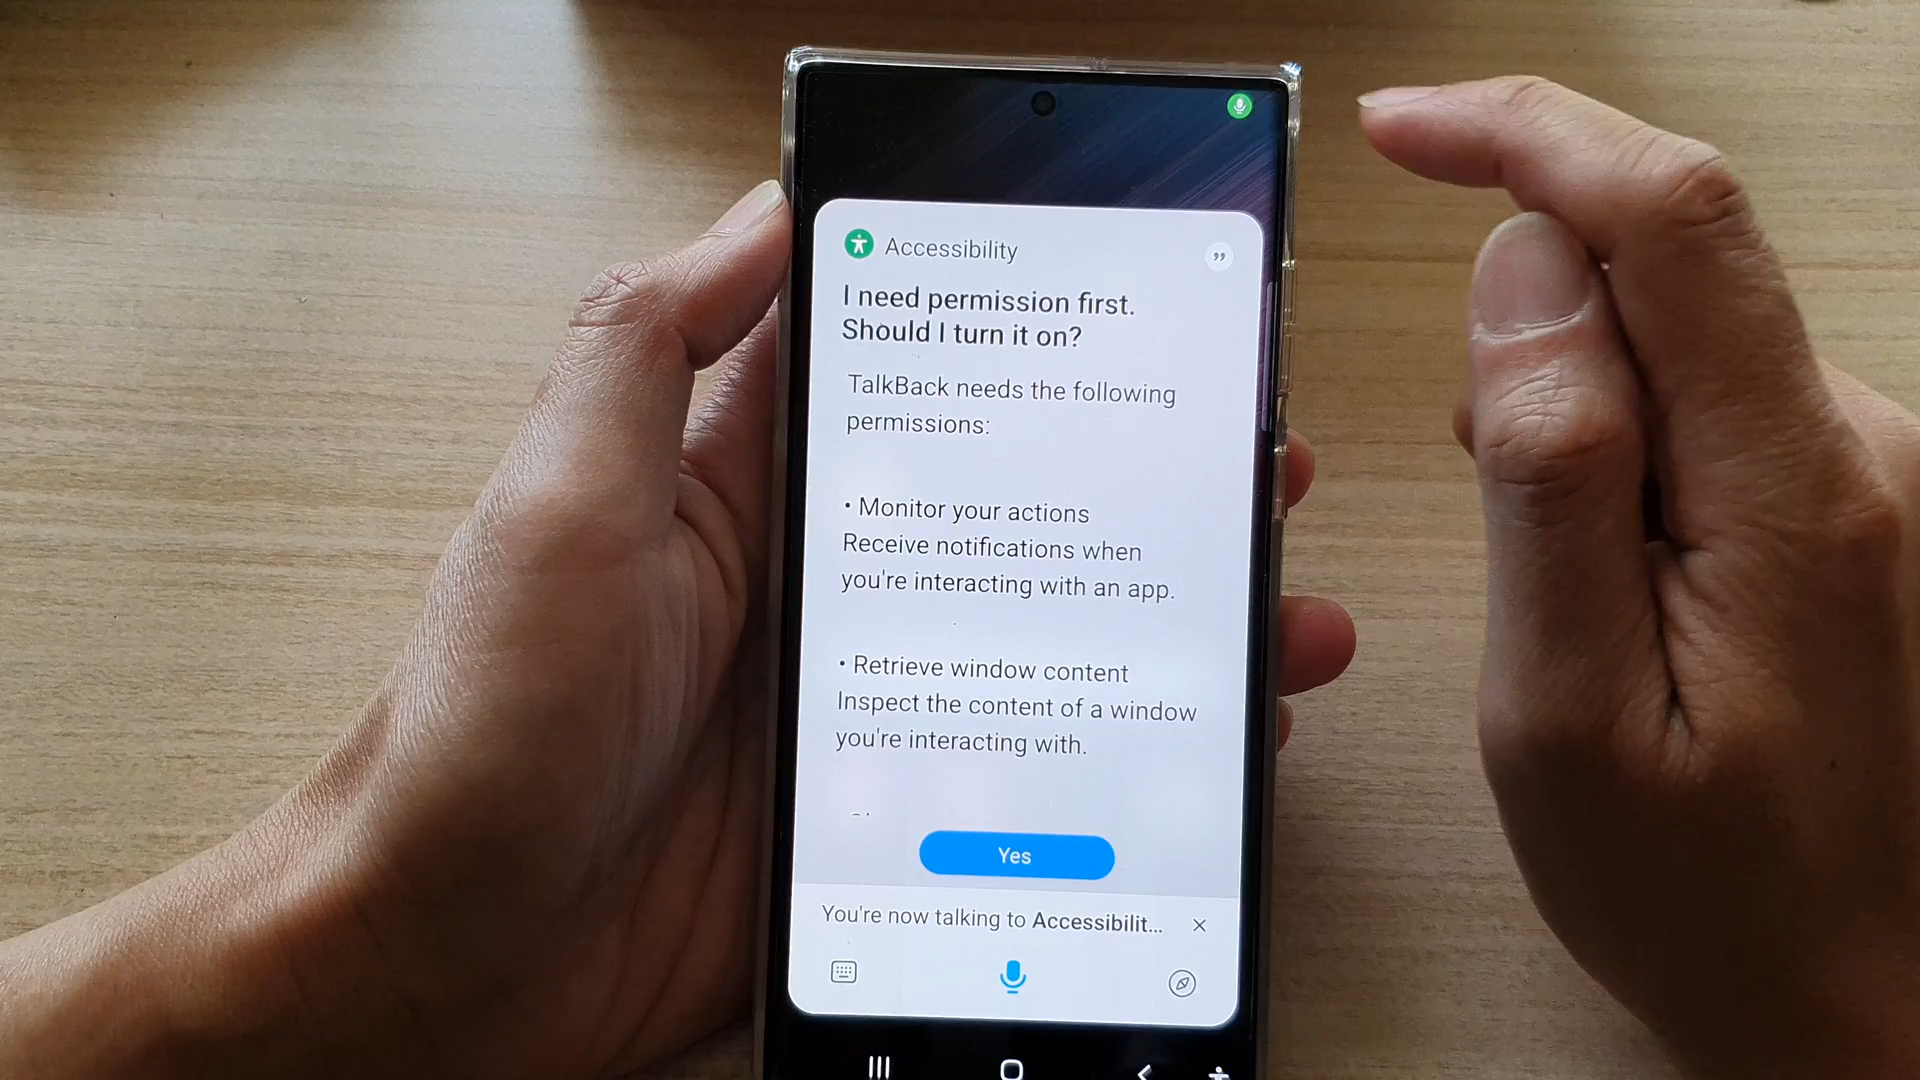 Accessibility
I need permission first.
Should I turn it on?
TalkBack needs the following
permissions:
• Monitor your actions
Receive notifications when
you're interacting with an app.
• Retrieve window content
Inspect the content of a window
you're interacting with.
Yes
You're now talking to Accessibilit...